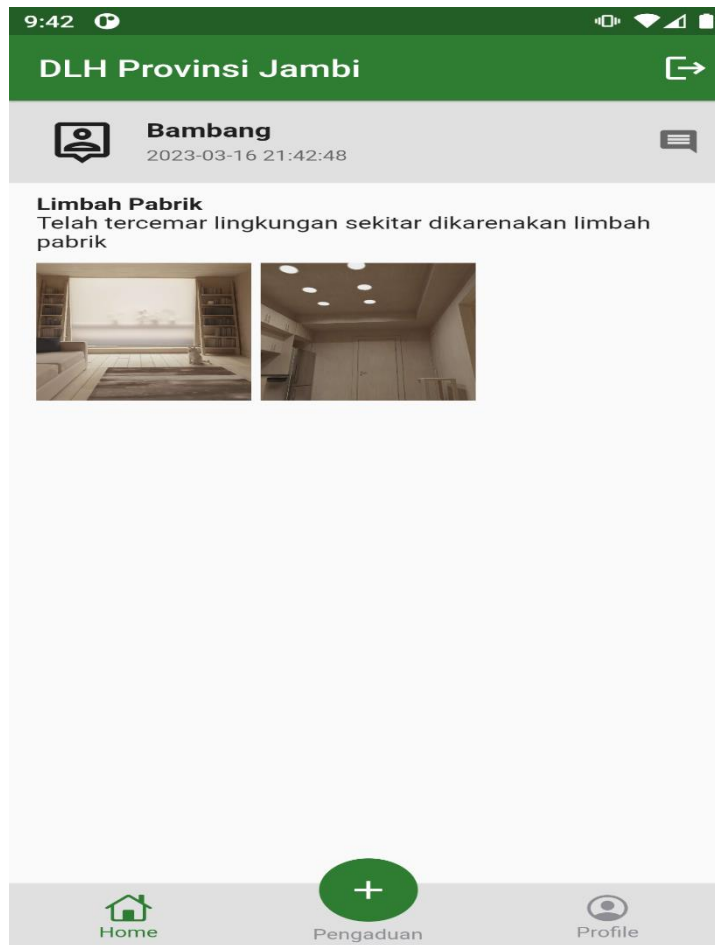 9:42
DLH Provinsi Jambi
Bambang
2023-03-16 21:42:48
Limbah Pabrik
Telah tercemar lingkungan sekitar dikarenakan limbah
pabrik
Home
Pengaduan
Profile